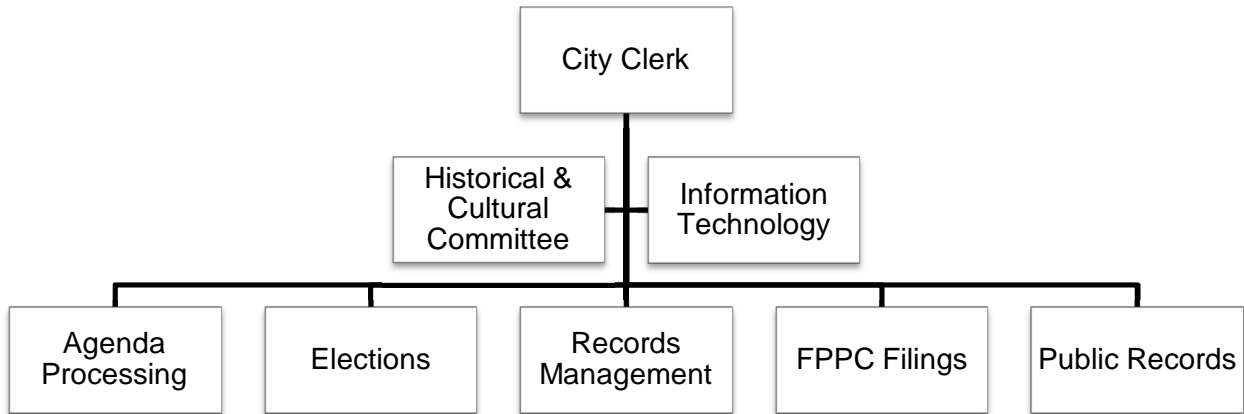 City Clerk
Historical &
Cultural
Committee
Information
Technology
Agenda
Processing
Elections
Records
Management
FPPC Filings
Public Records